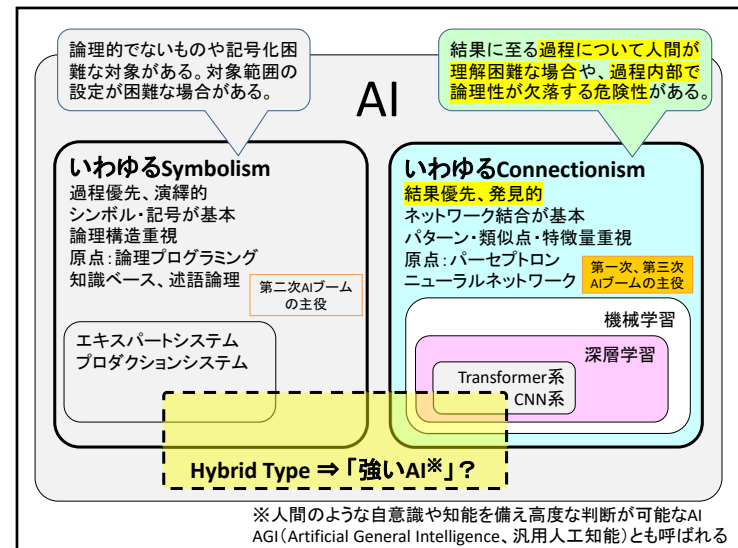 論理的でないものや記号化困
難な対象がある。対象範囲の
設定が困難な場合がある。
結果に至る過程について人間が
理解困難な場合や、過程内部で
論理性が欠落する危険性がある。
AI
いわゆるSymbolism
過程優先、演繹的
シンボル・記号が基本
論理構造重視
原点：論理プログラミング
知識ベース、述語論理
第二次AIブーム
の主役
エキスパートシステム
プロダクションシステム
いわゆるConnectionism
結果優先、発見的
ネットワーク結合が基本
パターン・類似点・特徴量重視
原点：パーセプトロン
ニューラルネットワーク
第一次、第三次
AIブームの主役
機械学習
深層学習
Transformer系
CNN系
Hybrid Type ⇒「強いAI※」？
※人間のような自意識や知能を備え高度な判断が可能なAI
AGI（Artificial General Intelligence、汎用人工知能）とも呼ばれる